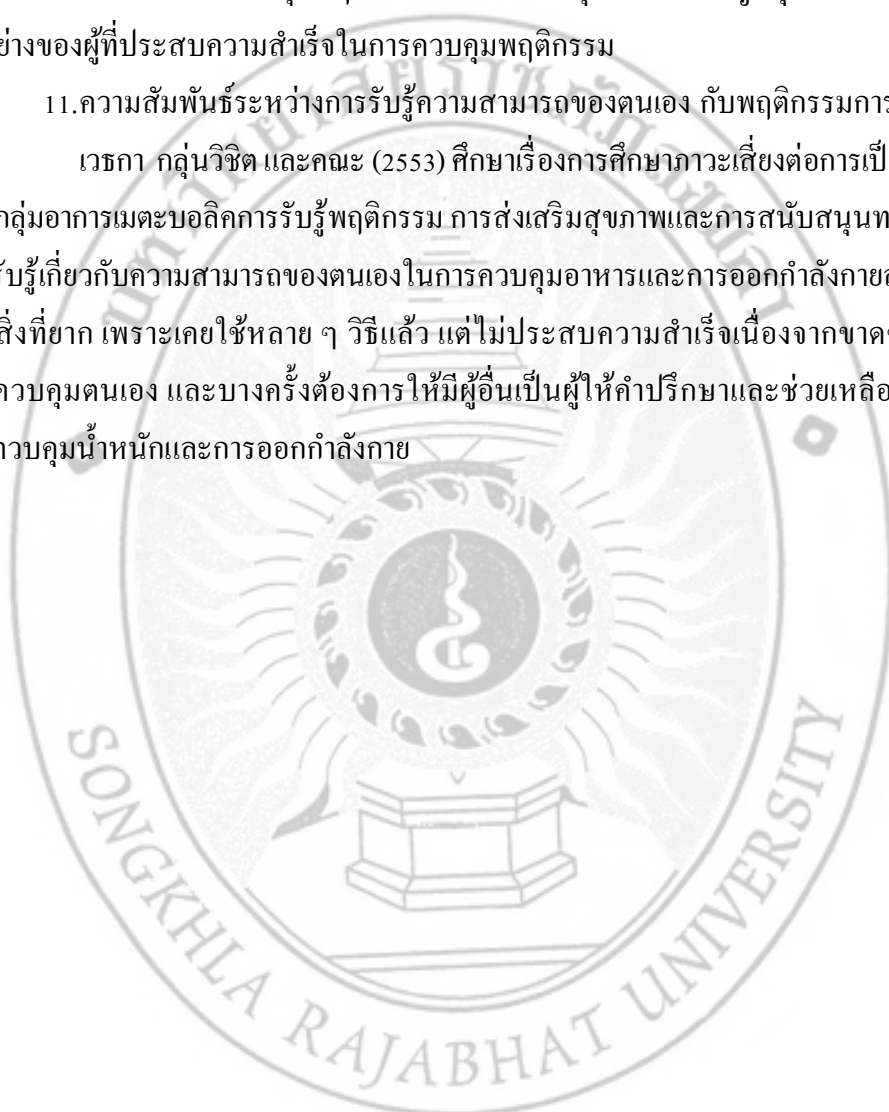 ย่างของผู้ที่ประสบความสำเร็จในการควบคุมพฤติกรรม
11.ความสัมพันธ์ระหว่างการรับรู้ความสามารถของตนเอง กับพฤติกรรมการ
เวธกา กลุ่นวิชิต และคณะ (2553) ศึกษาเรื่องการศึกษาภาวะเสี่ยงต่อการเป็
กลุ่มอาการเมตะบอลิคการรับรู้พฤติกรรม การส่งเสริมสุขภาพและการสนับสนุนท
รับรู้เกี่ยวกับความสามารถของตนเองในการควบคุมอาหารและการออกกำลังกาย
สิ่งที่ยาก เพราะเคยใช้หลาย ๆ วิธีแล้ว แต่ไม่ประสบความสำเร็จเนื่องจากขาด
ควบคุมตนเอง และบางครั้งต้องการให้มีผู้อื่นเป็นผู้ให้คำปรึกษาและช่วยเหลือ
ควบคุมน้ำหนักและการออกกำลังกาย
มหาวิทยาลัยราชภัฏสงขลา
SONGKHLA RAJABHAT UNIVERSITY